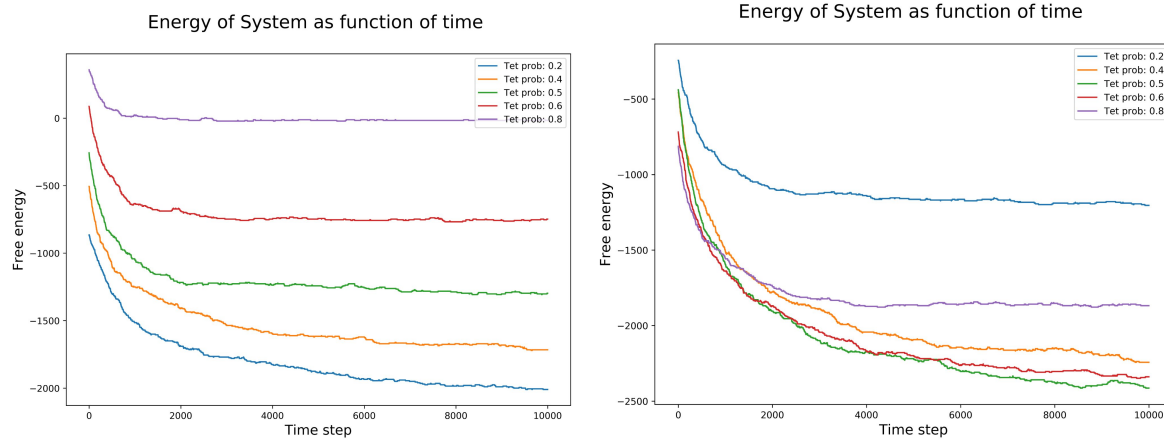 Energy of System as function of time
Tet prob: 0.2
Tet prob: 0.4
Tet prob: 0.5
Tet prob: 0.6
Tet prob: 0.8
0
−500
−1000
−1500
−2000
Free energy
0
2000
4000
6000
8000
10000
Time step
Energy of System as function of time
Tet prob: 0.2
Tet prob: 0.4
Tet prob: 0.5
Tet prob: 0.6
Tet prob: 0.8
−500
−1000
−1500
−2000
−2500
Free energy
0
2000
4000
6000
8000
10000
Time step